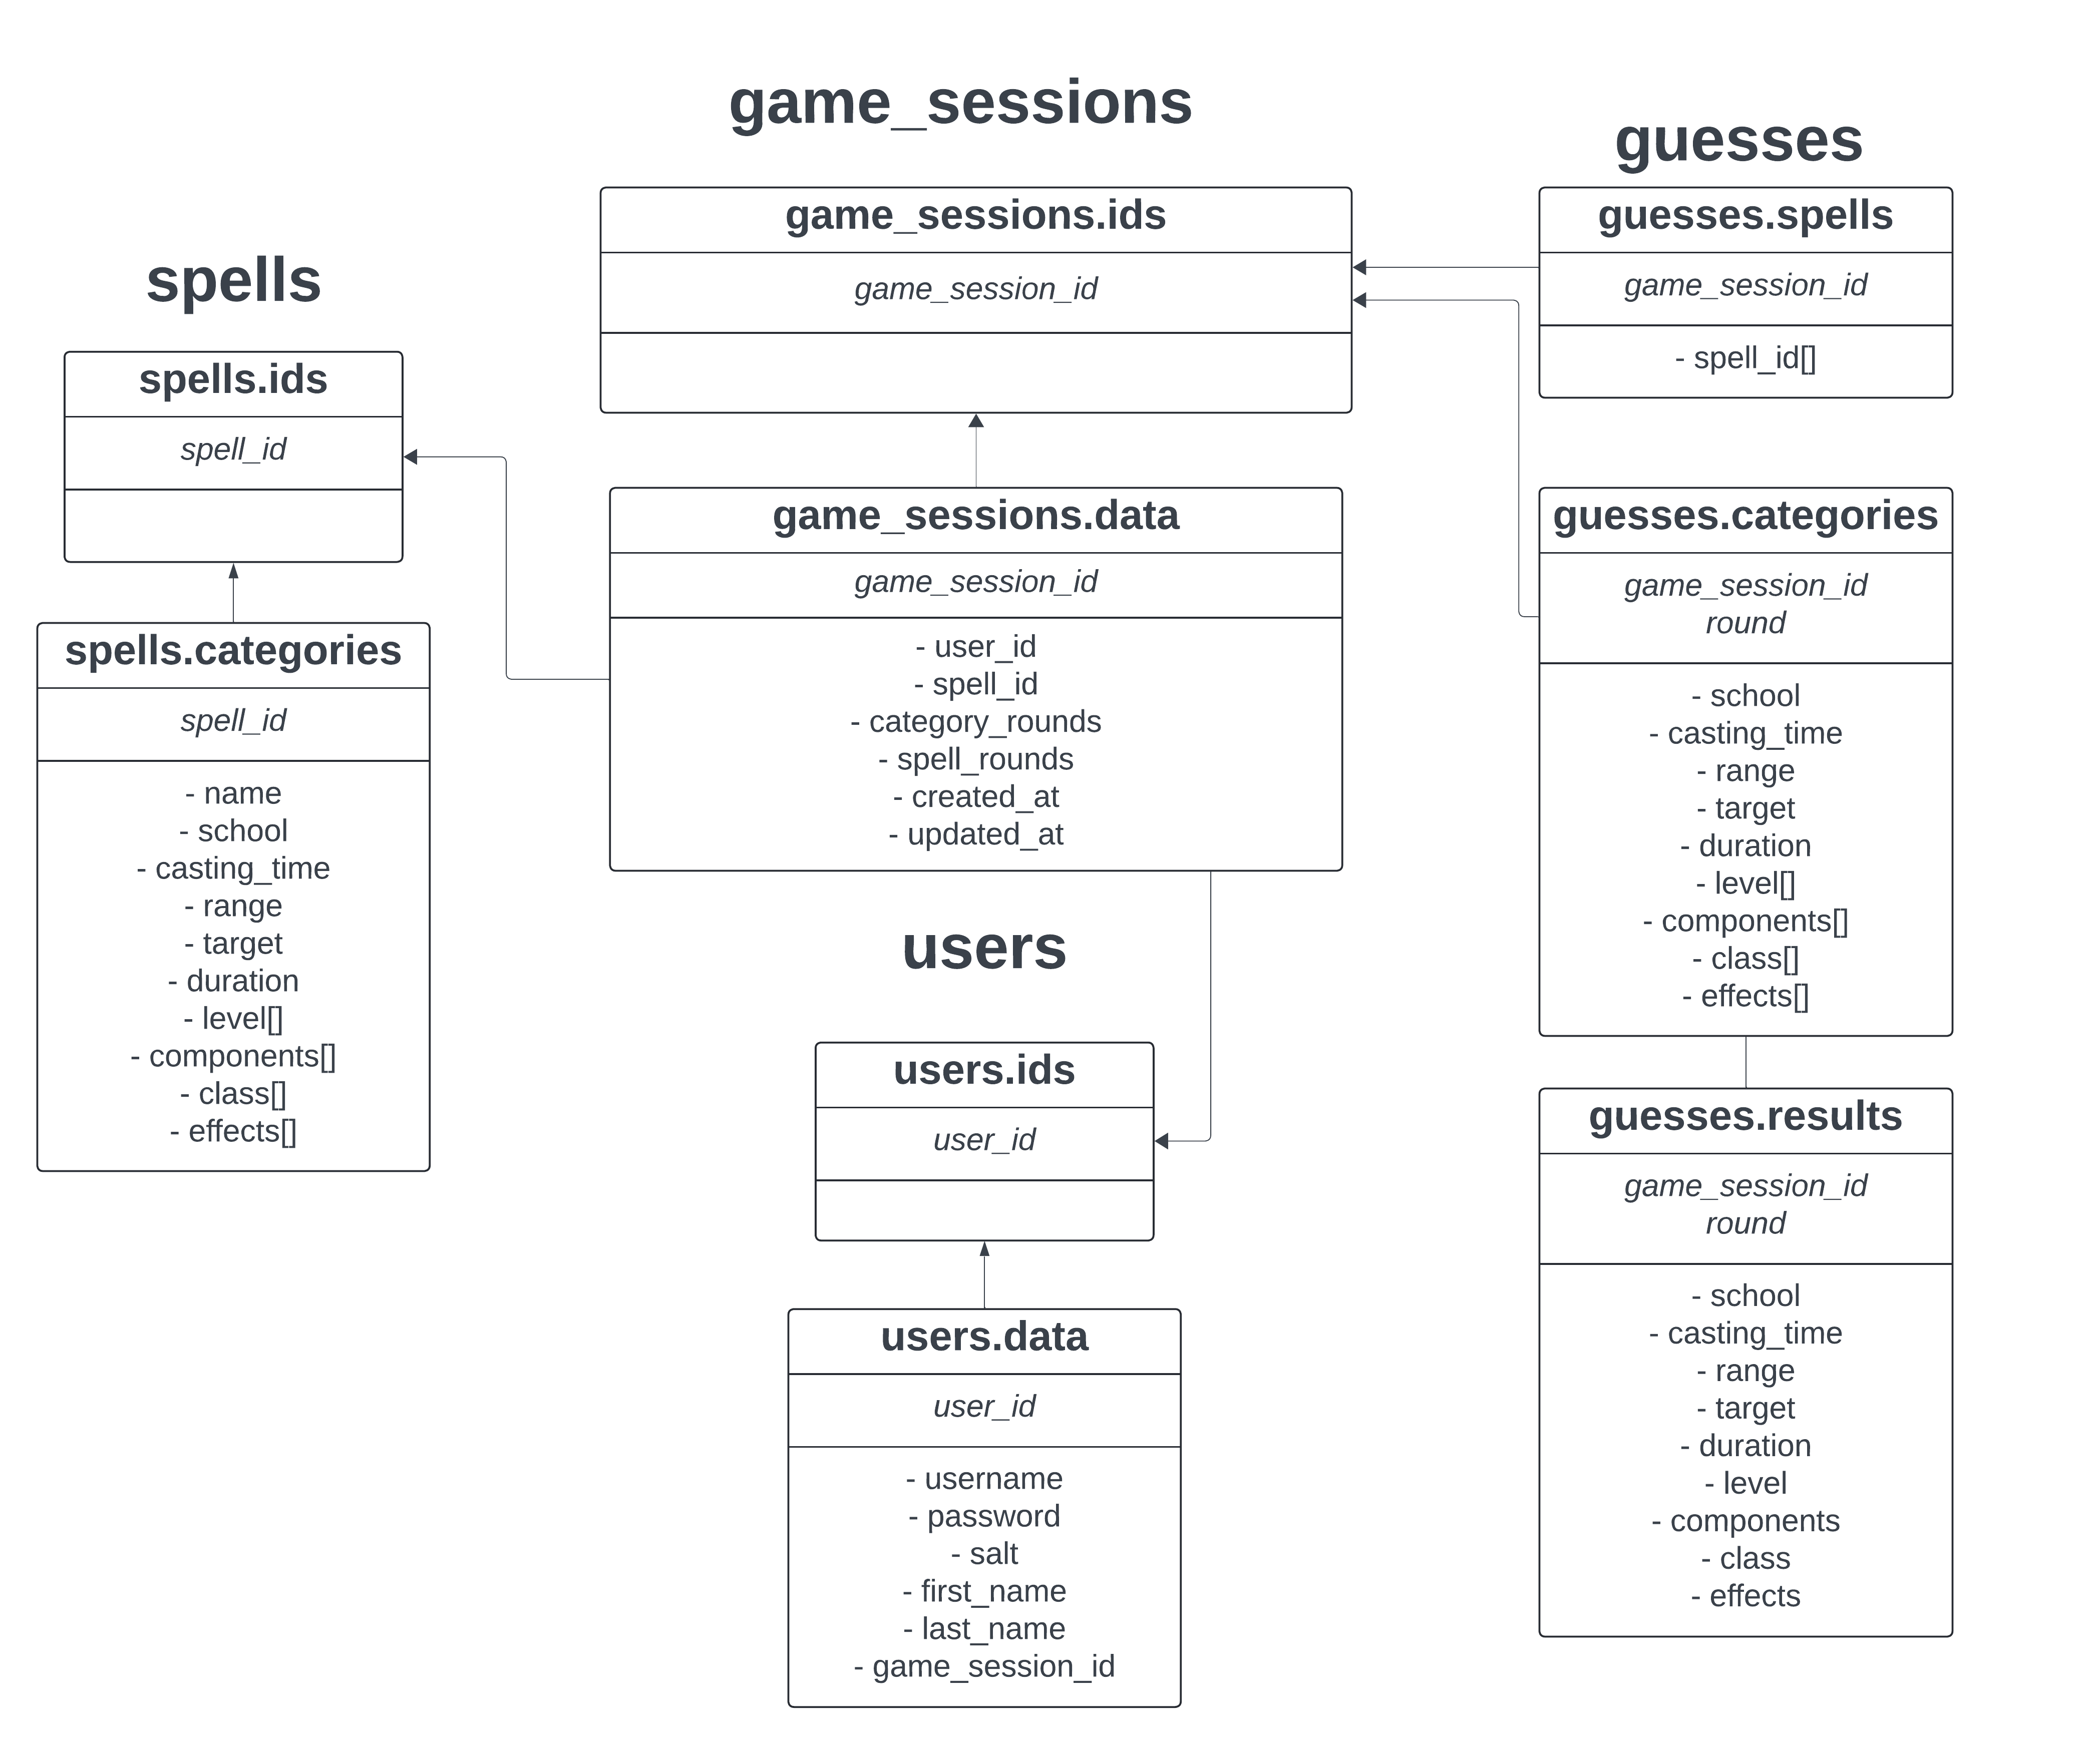 game_sessions
game_sessions.ids
game_session_id
game_sessions.data
game_session_id
- user_id
- spell_id
- category_rounds
- spell_rounds
- created_at
- updated_at
spells
spells.ids
spell_id
spells.categories
spell_id
- name
- school
- casting_time
- range
- target
- duration
- level[]
- components[]
- class[]
- effects[]
users
users.ids
user_id
users.data
user_id
- username
- password
- salt
- first_name
- last_name
- game_session_id
guesses
guesses.spells
game_session_id
- spell_id[]
guesses.categories
game_session_id
round
- school
- casting_time
- range
- target
- duration
- level[]
- components[]
- class[]
- effects[]
guesses.results
game_session_id
round
- school
- casting_time
- range
- target
- duration
- level
- components
- class
- effects